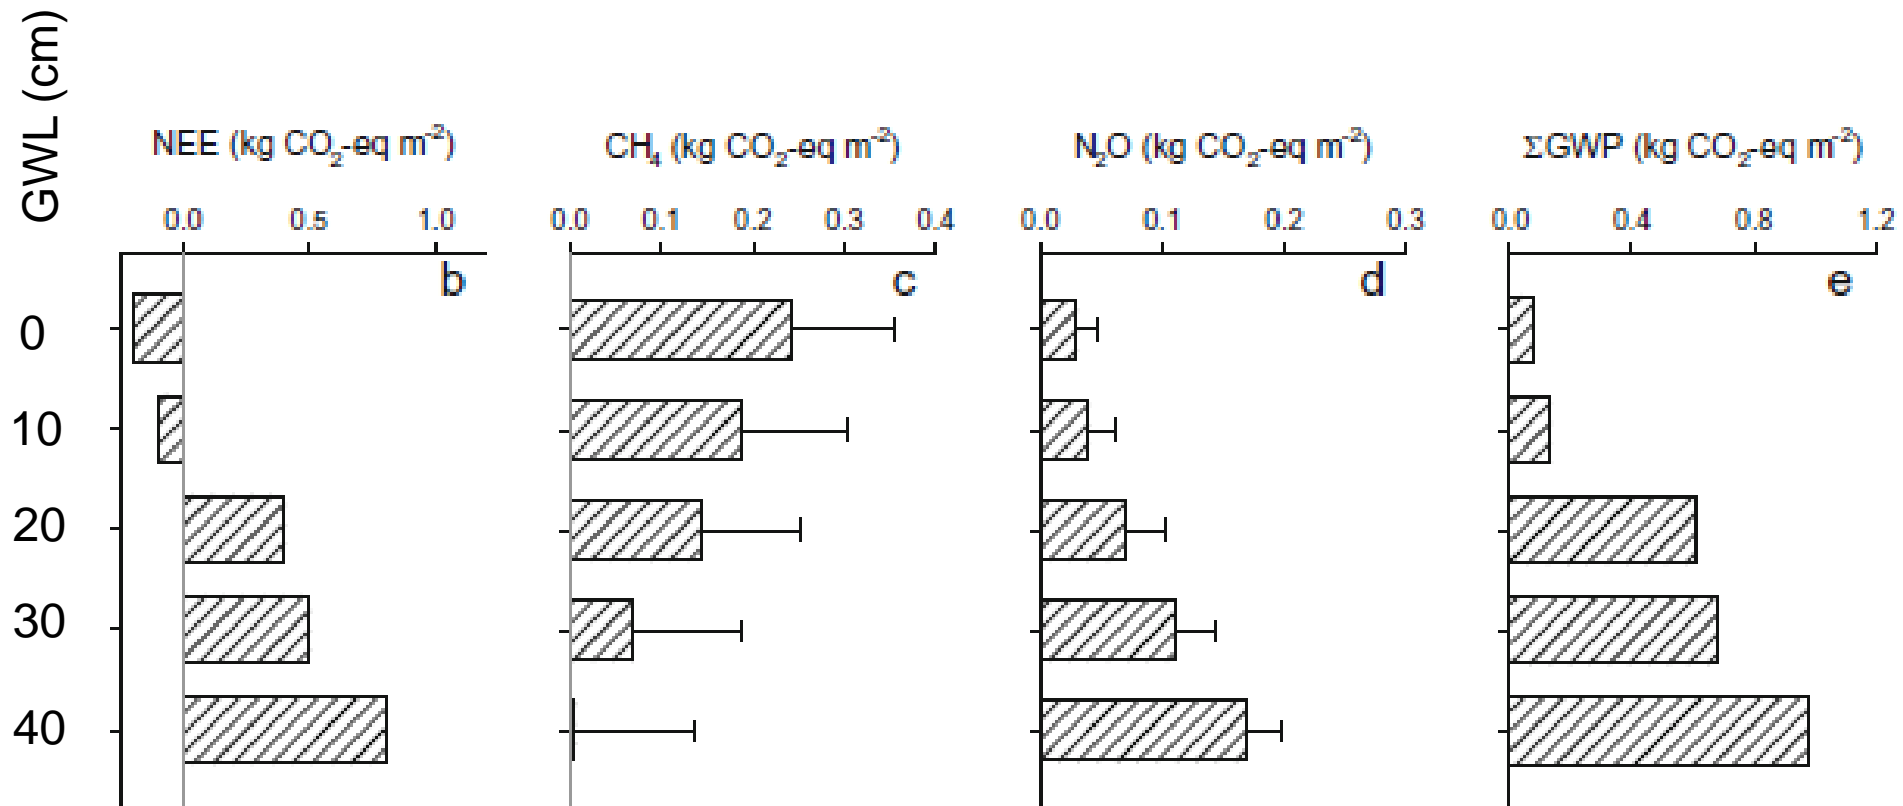 GWL (cm)
NEE (kg CO₂-eq m⁻²) CH₄ (kg CO₂-eq m⁻²) N₂O (kg CO₂-eq m⁻²) ΣGWP (kg CO₂-eq m⁻²)
0.0 0.5 1.0 0.0 0.1 0.2 0.3 0.4 0.0 0.1 0.2 0.3 0.0 0.4 0.8 1.2
b c d e
0
10
20
30
40